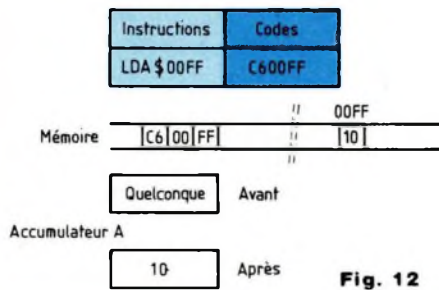 Instructions Codes
LDA $00FF C600FF
00FF
Mémoire |C6|00|FF| |10|
Quelconque Avant
Accumulateur A
10 Après
Fig. 12